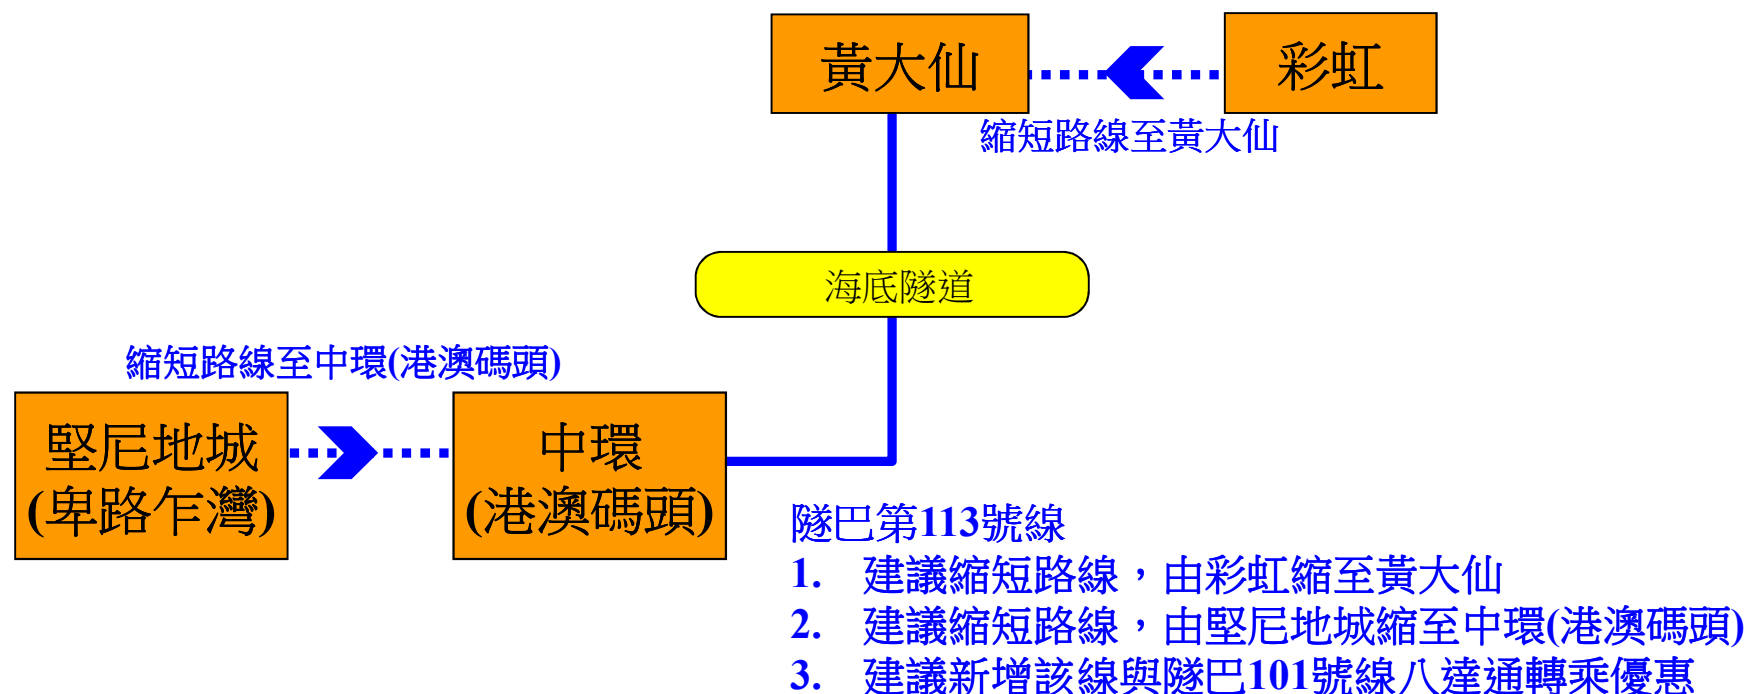 黃大仙
彩虹
縮短路線至黃大仙
海底隧道
縮短路線至中環(港澳碼頭)
堅尼地城
(卑路乍灣)
中環
(港澳碼頭)
隧巴第113號線
1. 建議縮短路線，由彩虹縮至黃大仙
2. 建議縮短路線，由堅尼地城縮至中環(港澳碼頭)
3. 建議新增該線與隧巴101號線八達通轉乘優惠